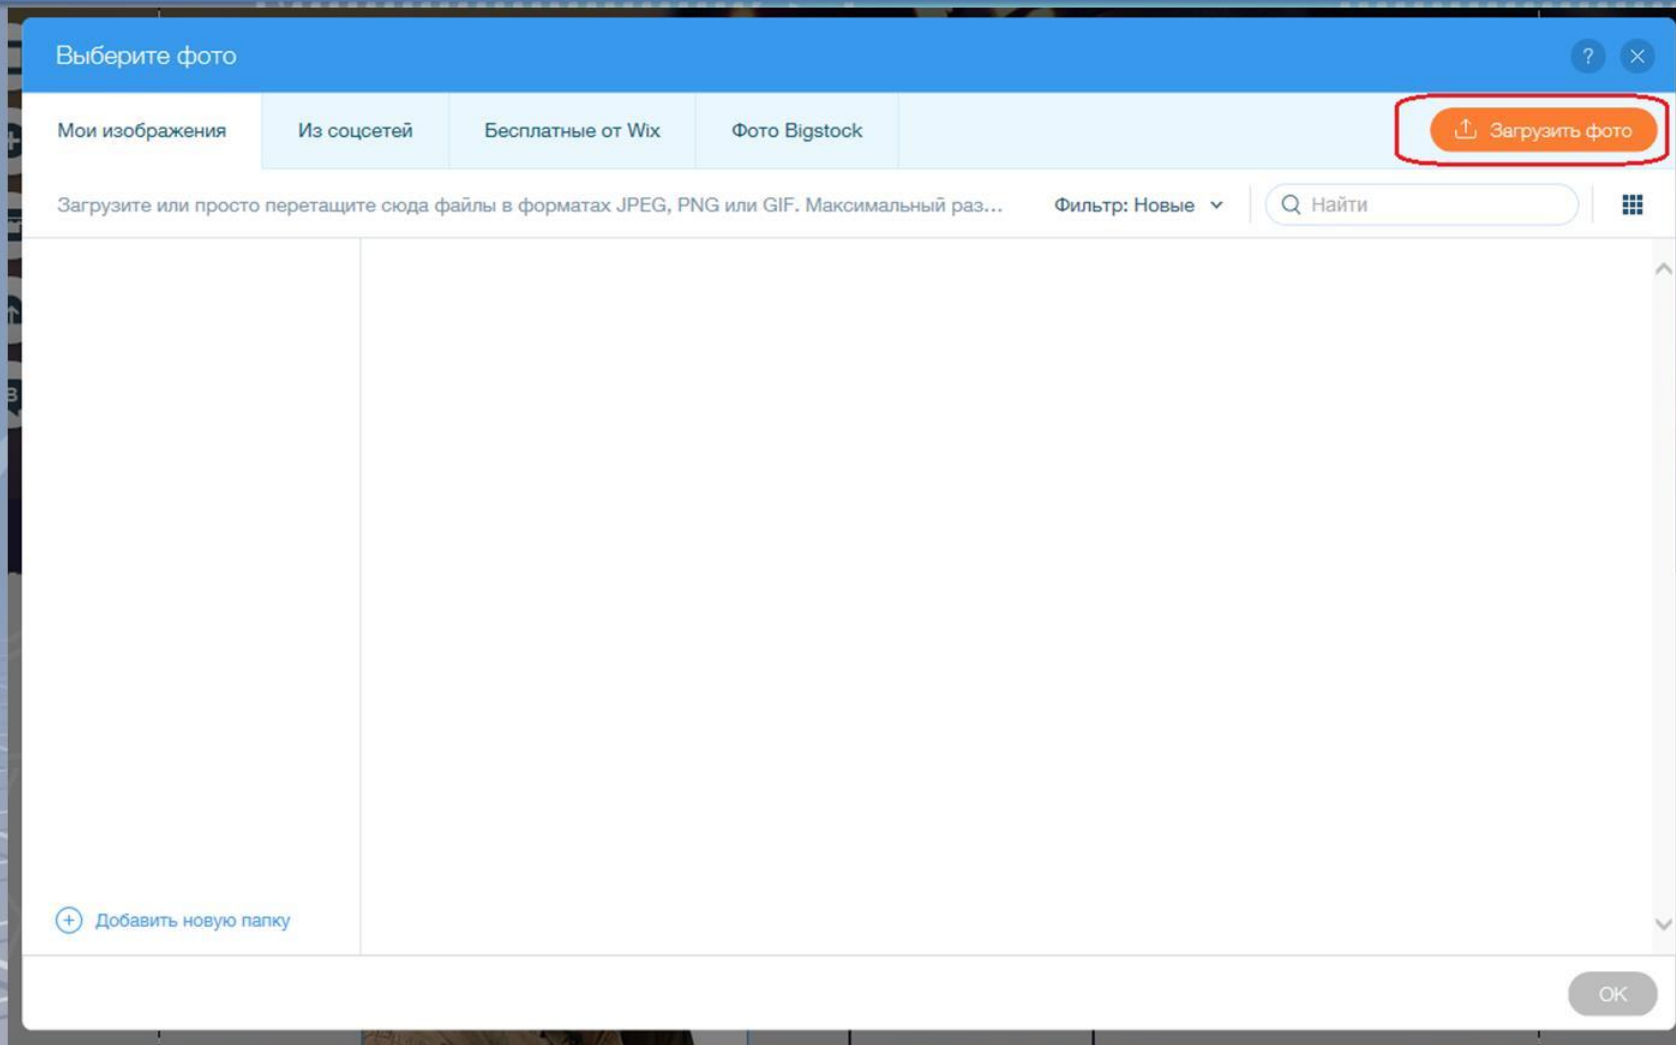 Выберите фото
?
Мои изображения Из соцсетей Бесплатные от Wix Фото Bigstock Загрузить фото
Загрузите или просто перетащите сюда файлы в форматах JPEG, PNG или GIF. Максимальный раз... Фильтр: Новые Найти
Добавить новую папку
OK